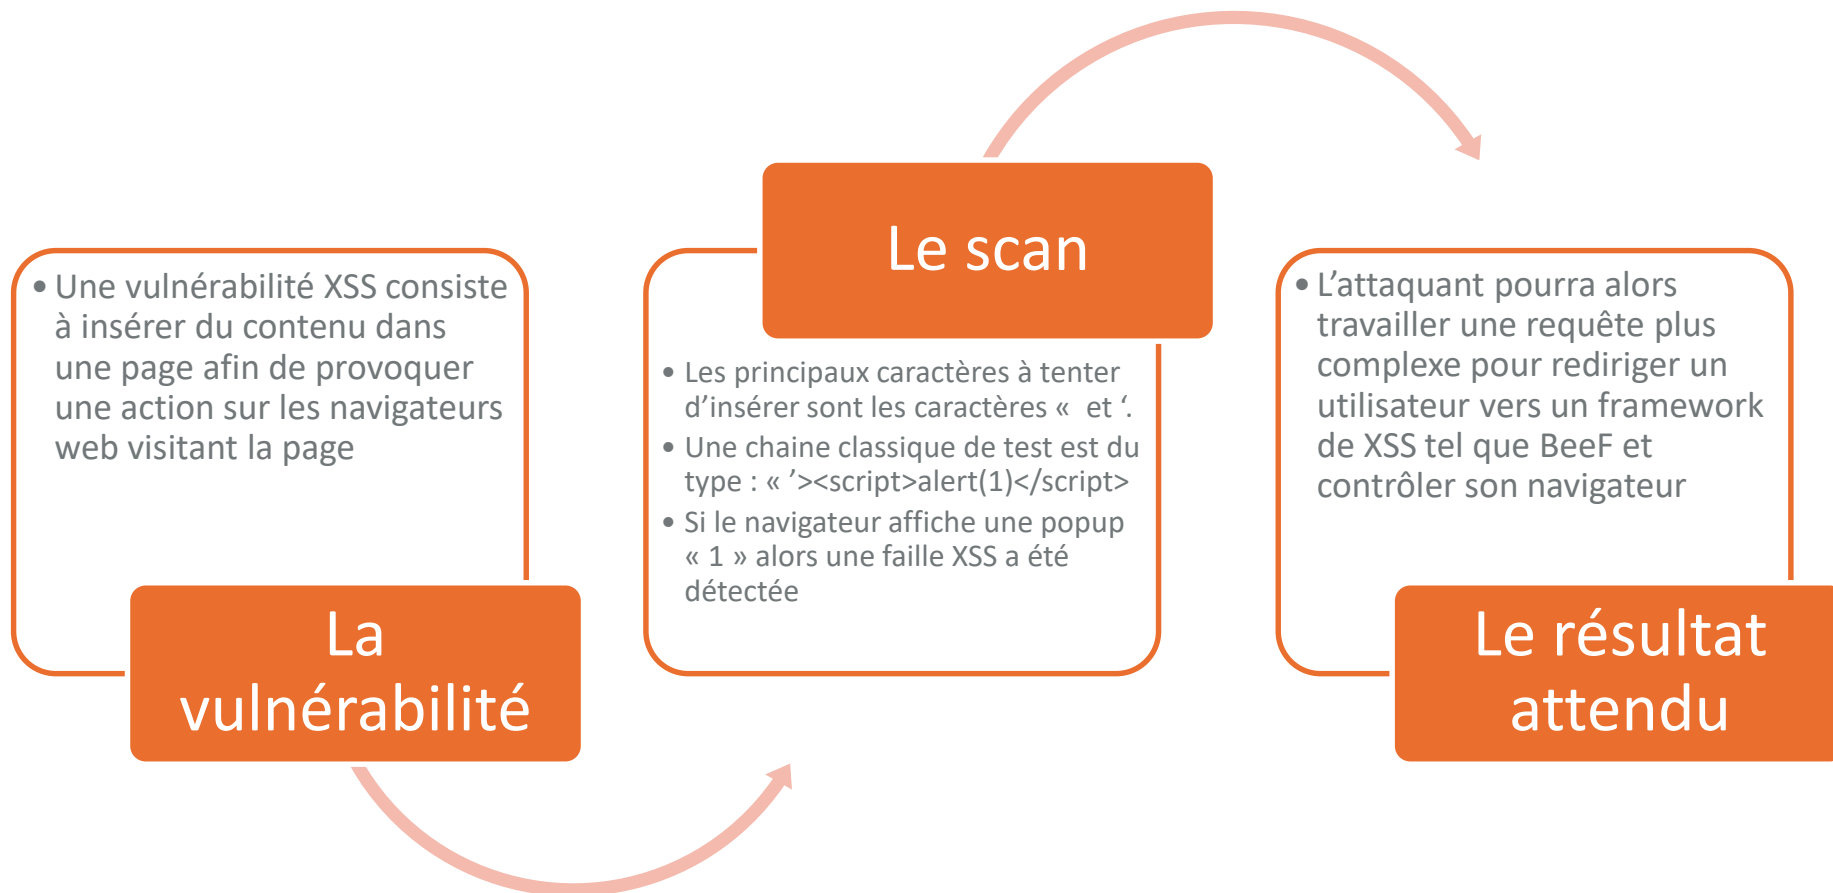 • Une vulnérabilité XSS consiste
à insérer du contenu dans
une page afin de provoquer
une action sur les navigateurs
web visitant la page
La
vulnérabilité
Le scan
• Les principaux caractères à tenter
d’insérer sont les caractères «  et ‘.
• Une chaine classique de test est du
type : « ’><script>alert(1)</script>
• Si le navigateur affiche une popup
« 1 » alors une faille XSS a été
détectée
• L’attaquant pourra alors
travailler une requête plus
complexe pour rediriger un
utilisateur vers un framework
de XSS tel que BeeF et
contrôler son navigateur
Le résultat
attendu